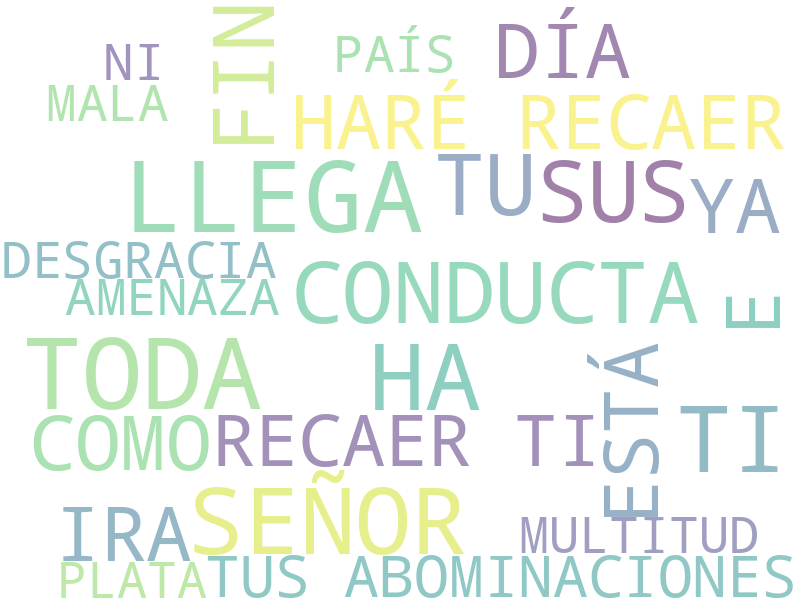 NI
FIN
PAÍS
DÍA
MALA
HARÉ RECAER
LLEGA
TU
SUS
YA
DESGRACIA
AMENAZA
CONDUCTA
E
TODA
HA
ESTÁ
COMO
RECAER TI
TI
IRA
SEÑOR
MULTITUD
PLATA
TUS ABOMINACIONES